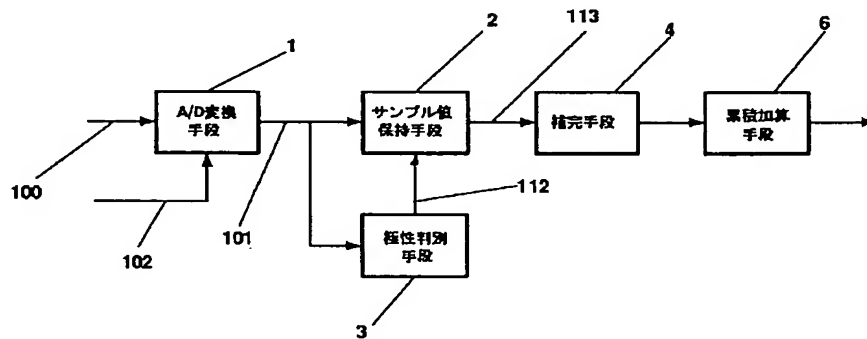 1
2
113
4
6
A/D変換
手段
サンプル値
保持手段
補完手段
累積加算
手段
100
101
112
102
極性判別
手段
3